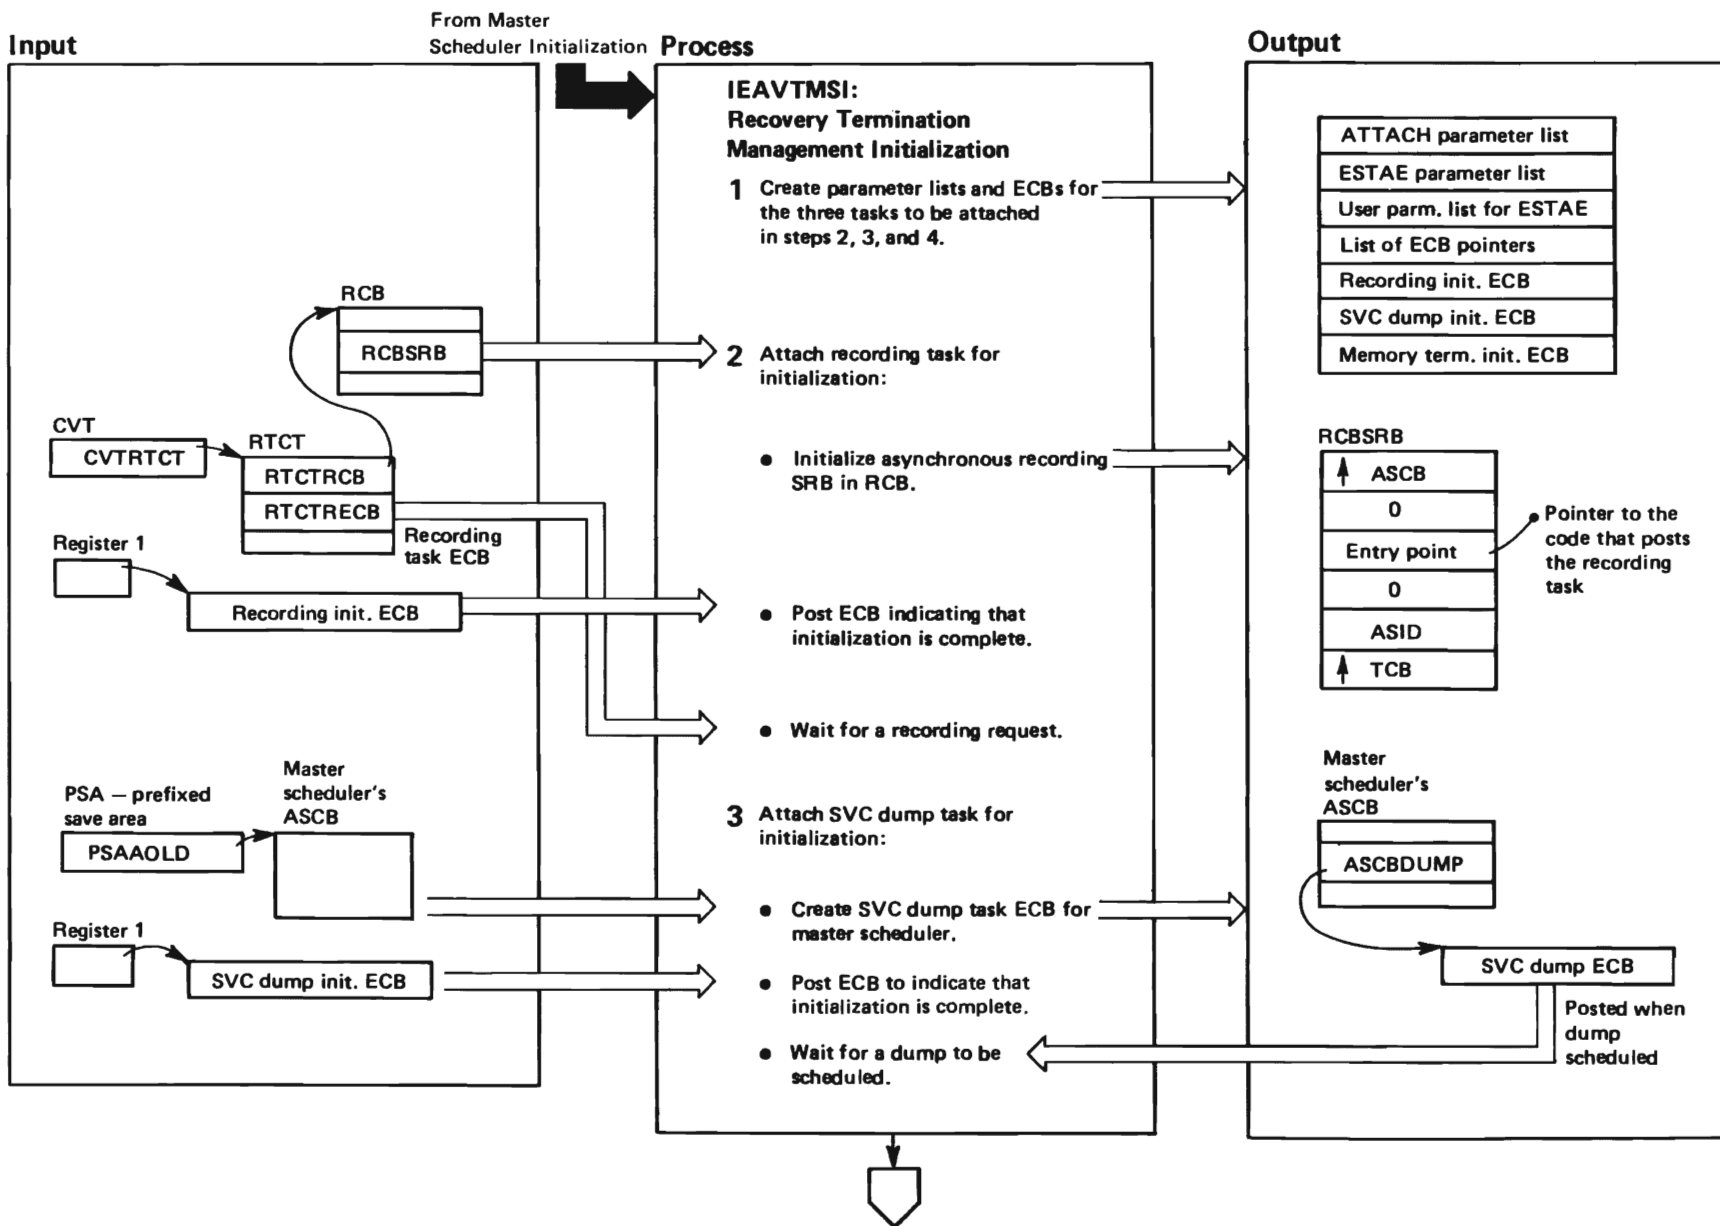 From Master
Scheduler Initialization
Input
Process
Output
IEAVTMSI:
Recovery Termination
Management Initialization
1 Create parameter lists and ECBs for
the three tasks to be attached
in steps 2, 3, and 4.
ATTACH parameter list
ESTAE parameter list
User parm. list for ESTAE
List of ECB pointers
Recording init. ECB
SVC dump init. ECB
Memory term. init. ECB
RCB
RCBSRB
2 Attach recording task for
initialization:
CVT
CVTRTCT
RTCT
RTCTRCB
RTCTRECB
Recording
task ECB
• Initialize asynchronous recording
SRB in RCB.
RCBSRB
ASCB
0
Entry point
0
ASID
TCB
• Pointer to the
code that posts
the recording
task
Register 1
Recording init. ECB
• Post ECB indicating that
initialization is complete.
• Wait for a recording request.
PSA — prefixed
save area
PSAAOLD
Master
scheduler's
ASCB
3 Attach SVC dump task for
initialization:
• Create SVC dump task ECB for
master scheduler.
Master
scheduler's
ASCB
ASCBDUMP
Register 1
SVC dump init. ECB
• Post ECB to indicate that
initialization is complete.
SVC dump ECB
• Wait for a dump to be
scheduled.
Posted when
dump
scheduled